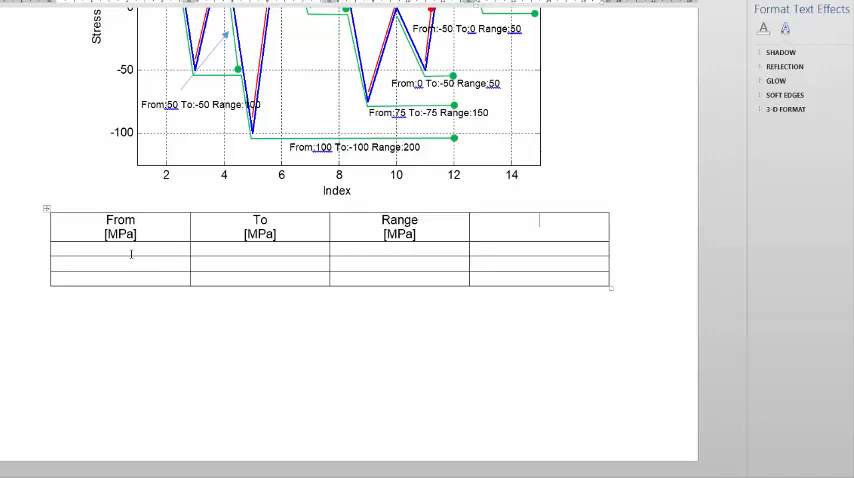 Format Text Effects
A
A
SHADOW
REFLECTION
GLOW
SOFT EDGES
3-D FORMAT
Stress
0
From:-50 To:0 Range:50
-50
From:0 To:-50 Range:50
From:50 To:-50 Range:100
From:75 To:-75 Range:150
-100
From:100 To:-100 Range:200
2 4 6 8 10 12 14
Index
From To Range
[MPa] [MPa] [MPa]